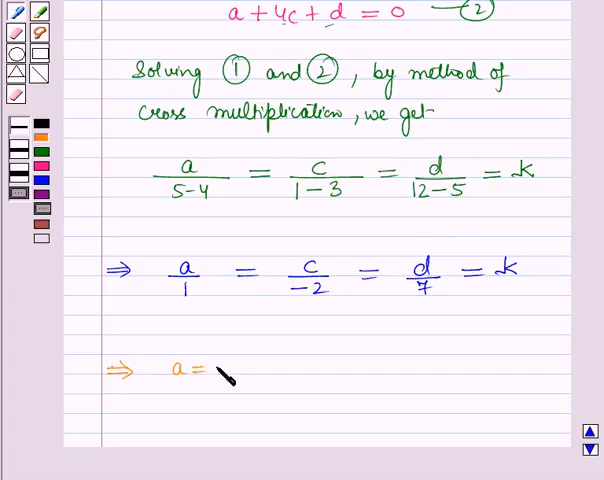 a + 4c + d = 0 —②
Solving ① and ②, by method of
cross multiplication, we get
a/5-4 = c/1-3 = d/12-5 = k
⇒ a/1 = c/-2 = d/7 = k
⇒ a =